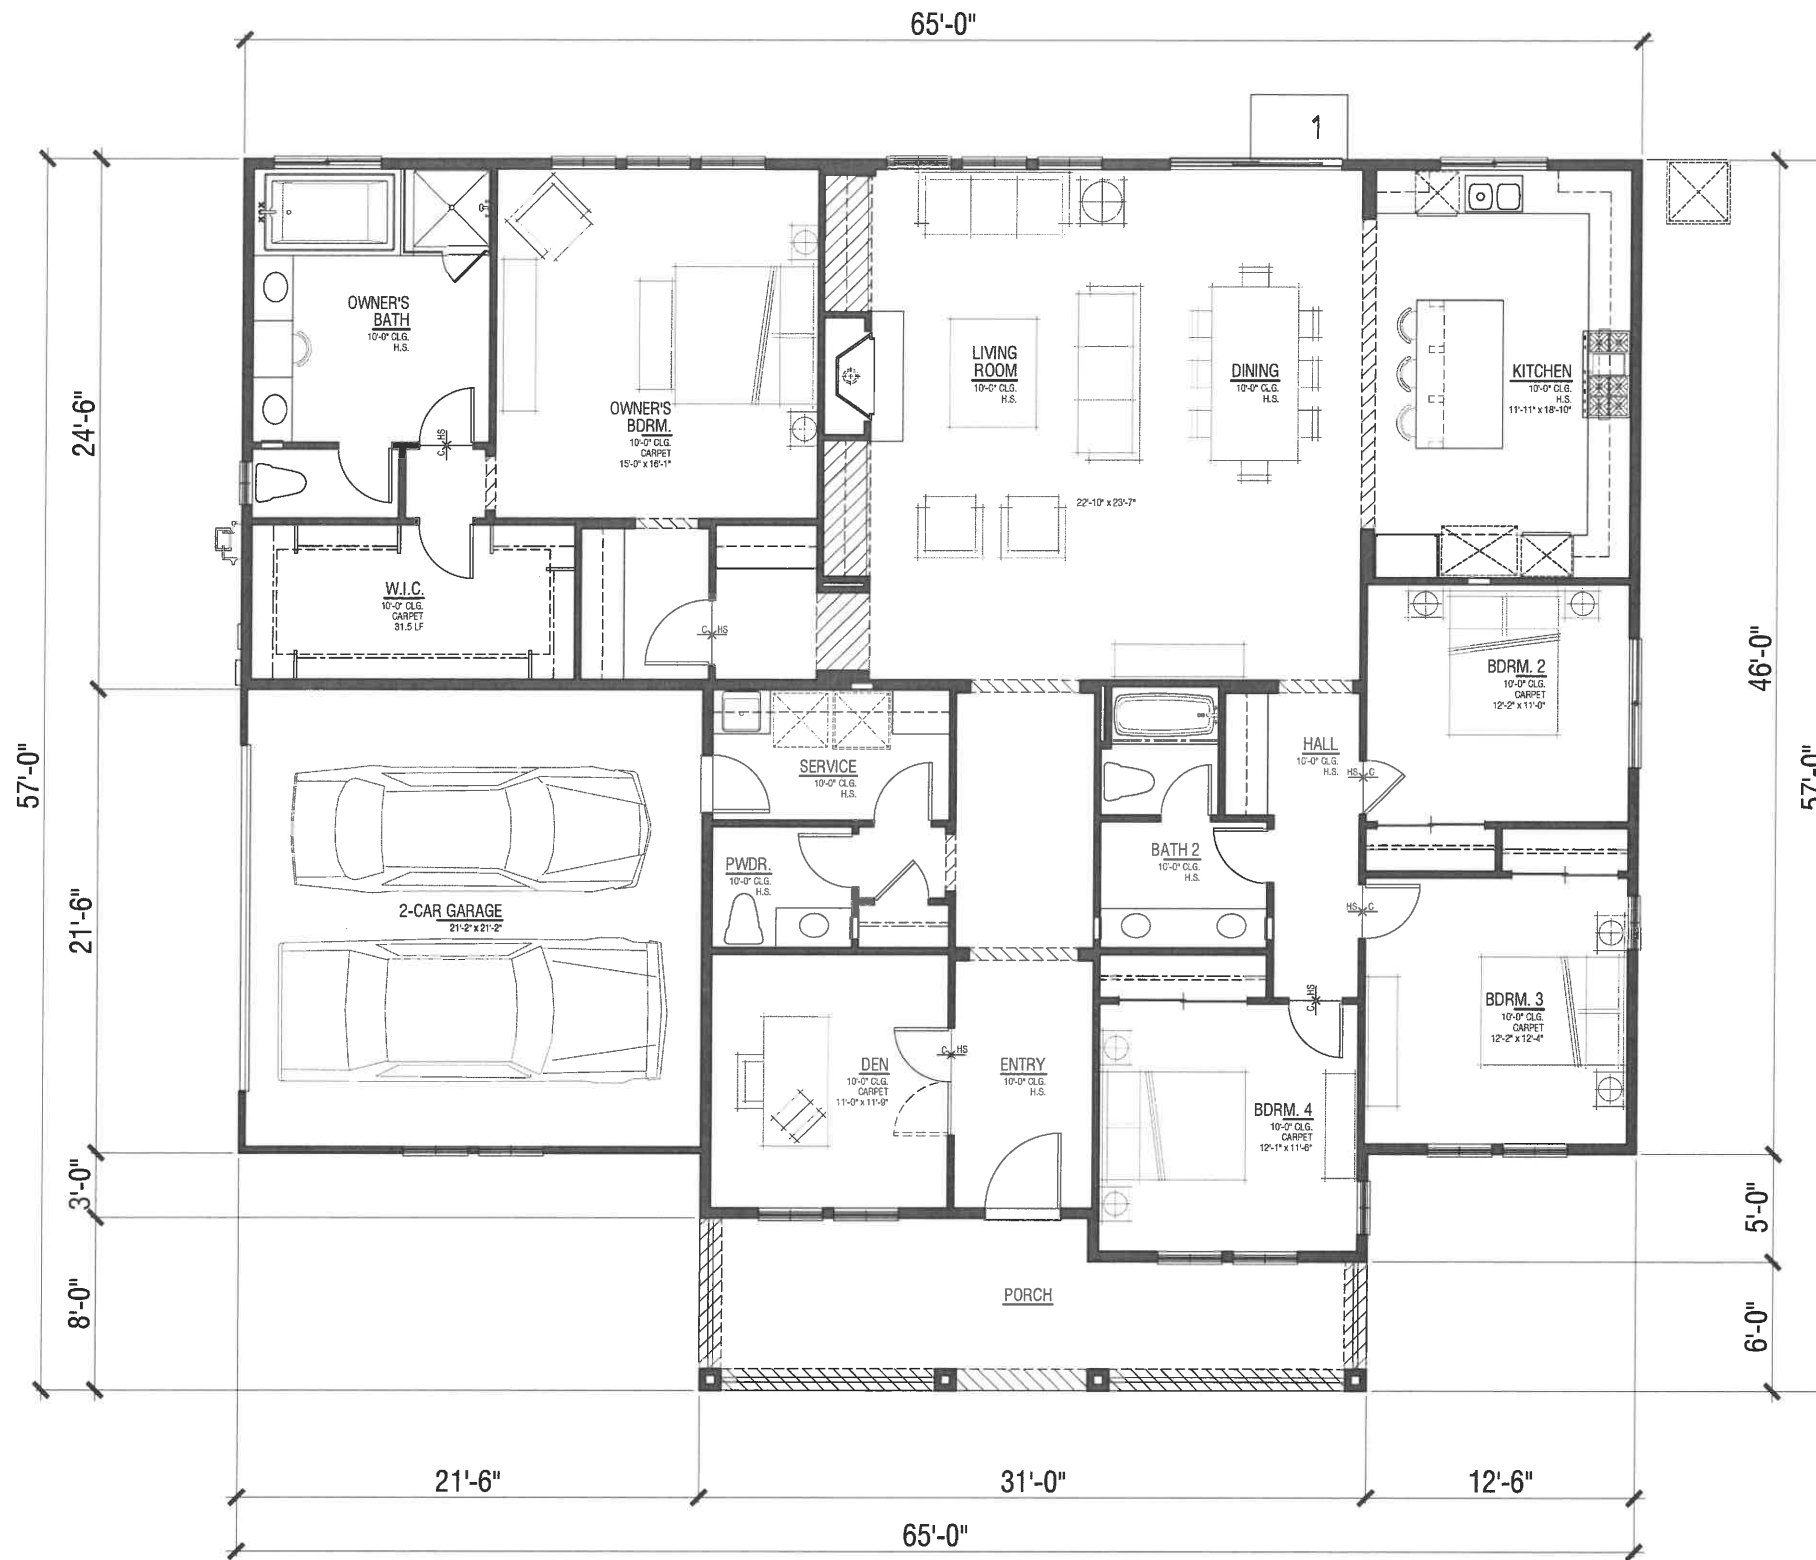 65'-0"
1
OWNER'S
BATH
10'-0" CLG.
H.S.
OWNER'S
BDRM.
10'-0" CLG.
CARPET
15'-0" x 16'-1"
LIVING
ROOM
10'-0" CLG.
H.S.
DINING
10'-0" CLG.
H.S.
KITCHEN
10'-0" CLG.
H.S.
11'-11" x 18'-10"
24'-6"
C HS
22'-10" x 23'-7"
W.I.C.
10'-0" CLG.
CARPET
31.5 LF
C HS
BDRM. 2
10'-0" CLG.
CARPET
12'-2" x 11'-0"
46'-0"
57'-0"
57'-0"
SERVICE
10'-0" CLG.
H.S.
HALL
10'-0" CLG.
H.S.
HS C
PWDR.
10'-0" CLG.
H.S.
BATH 2
10'-0" CLG.
H.S.
21'-6"
2-CAR GARAGE
21'-2" x 21'-2"
HS C
C HS
BDRM. 3
10'-0" CLG.
CARPET
12'-2" x 12'-4"
DEN
10'-0" CLG.
CARPET
11'-0" x 11'-9"
C HS
ENTRY
10'-0" CLG.
H.S.
BDRM. 4
10'-0" CLG.
CARPET
12'-1" x 11'-6"
3'-0"
5'-0"
8'-0"
PORCH
6'-0"
21'-6"
31'-0"
12'-6"
65'-0"